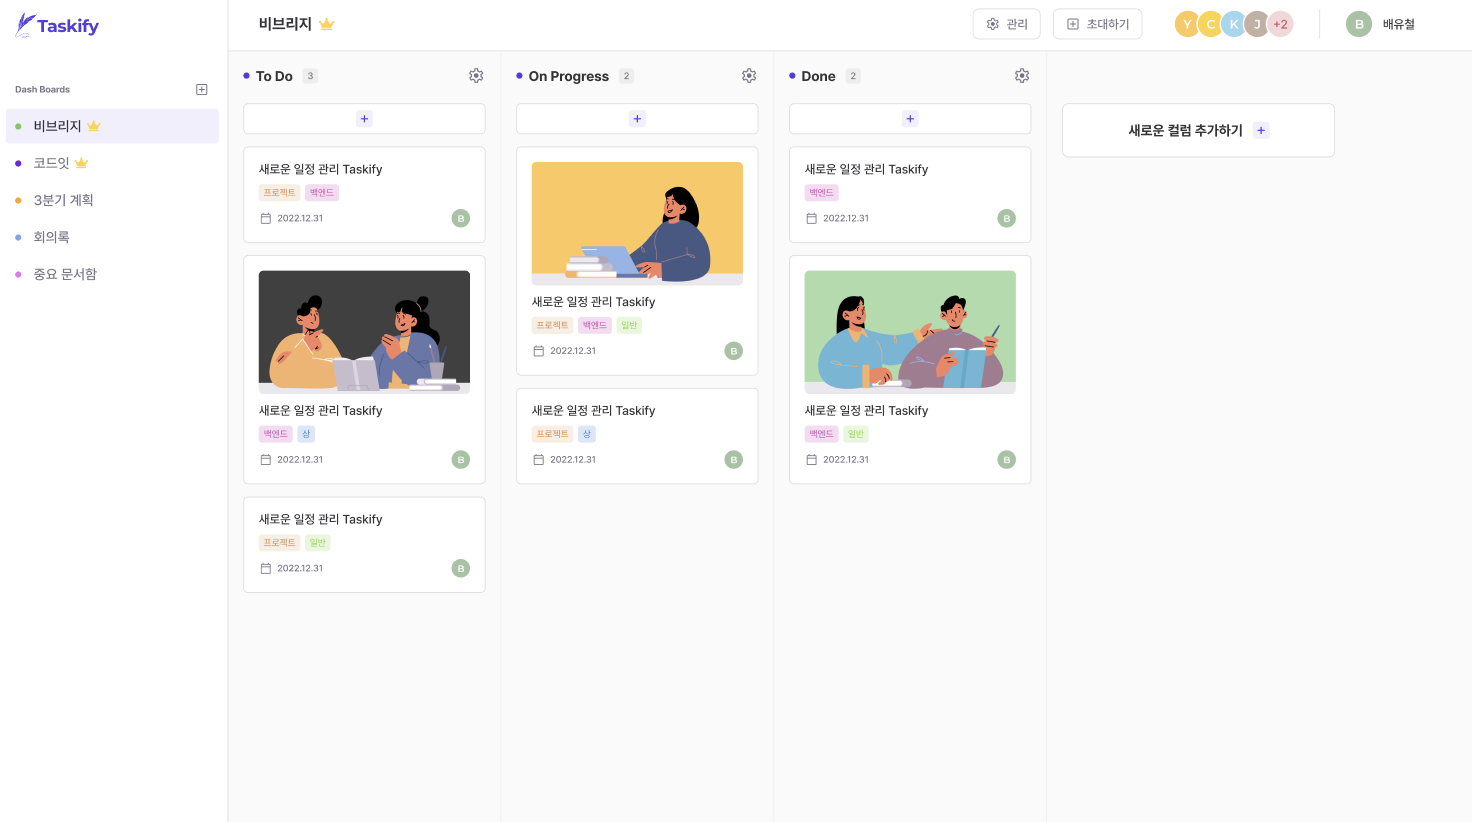 Taskify
비브리지
관리
초대하기
Y
C
K
J
+2
B
배유철
Dash Boards
비브리지
코드잇
3분기 계획
회의록
중요 문서함
To Do
3
+
새로운 일정 관리 Taskify
프로젝트
백엔드
2022.12.31
B
새로운 일정 관리 Taskify
백엔드
상
2022.12.31
B
새로운 일정 관리 Taskify
프로젝트
일반
2022.12.31
B
On Progress
2
+
새로운 일정 관리 Taskify
프로젝트
백엔드
일반
2022.12.31
B
새로운 일정 관리 Taskify
프로젝트
상
2022.12.31
B
Done
2
+
새로운 일정 관리 Taskify
백엔드
2022.12.31
B
새로운 일정 관리 Taskify
백엔드
일반
2022.12.31
B
새로운 컬럼 추가하기 +